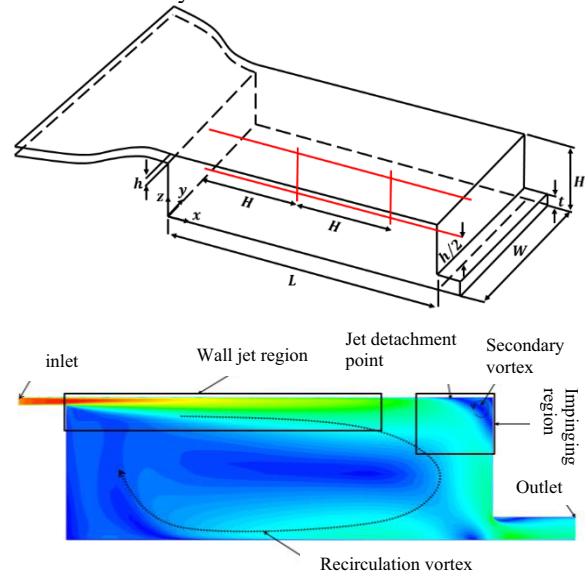 h
z
y
x
H
H
L
h/2
W
t
H
Wall jet region
Jet detachment
point
Secondary
vortex
inlet
Impinging
region
Outlet
Recirculation vortex